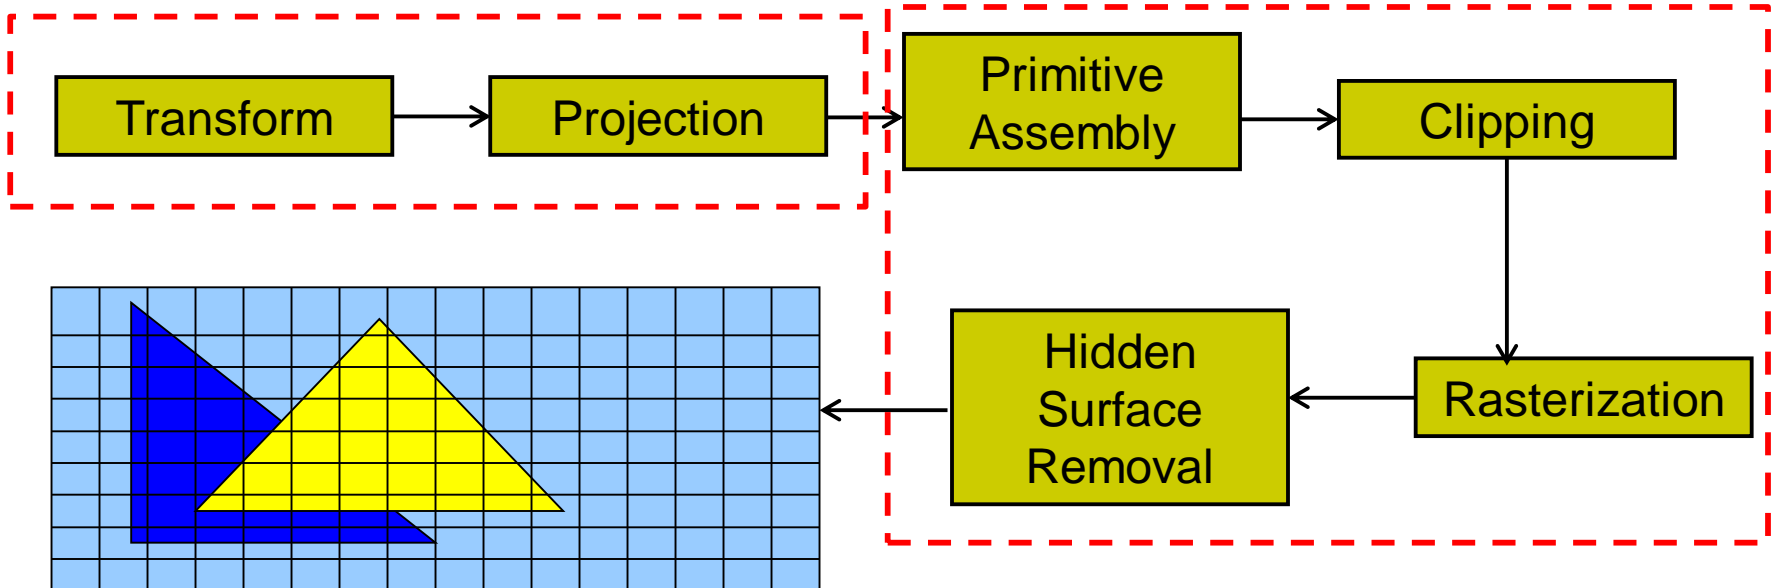 Transform
Projection
Primitive
Assembly
Clipping
Rasterization
Hidden
Surface
Removal